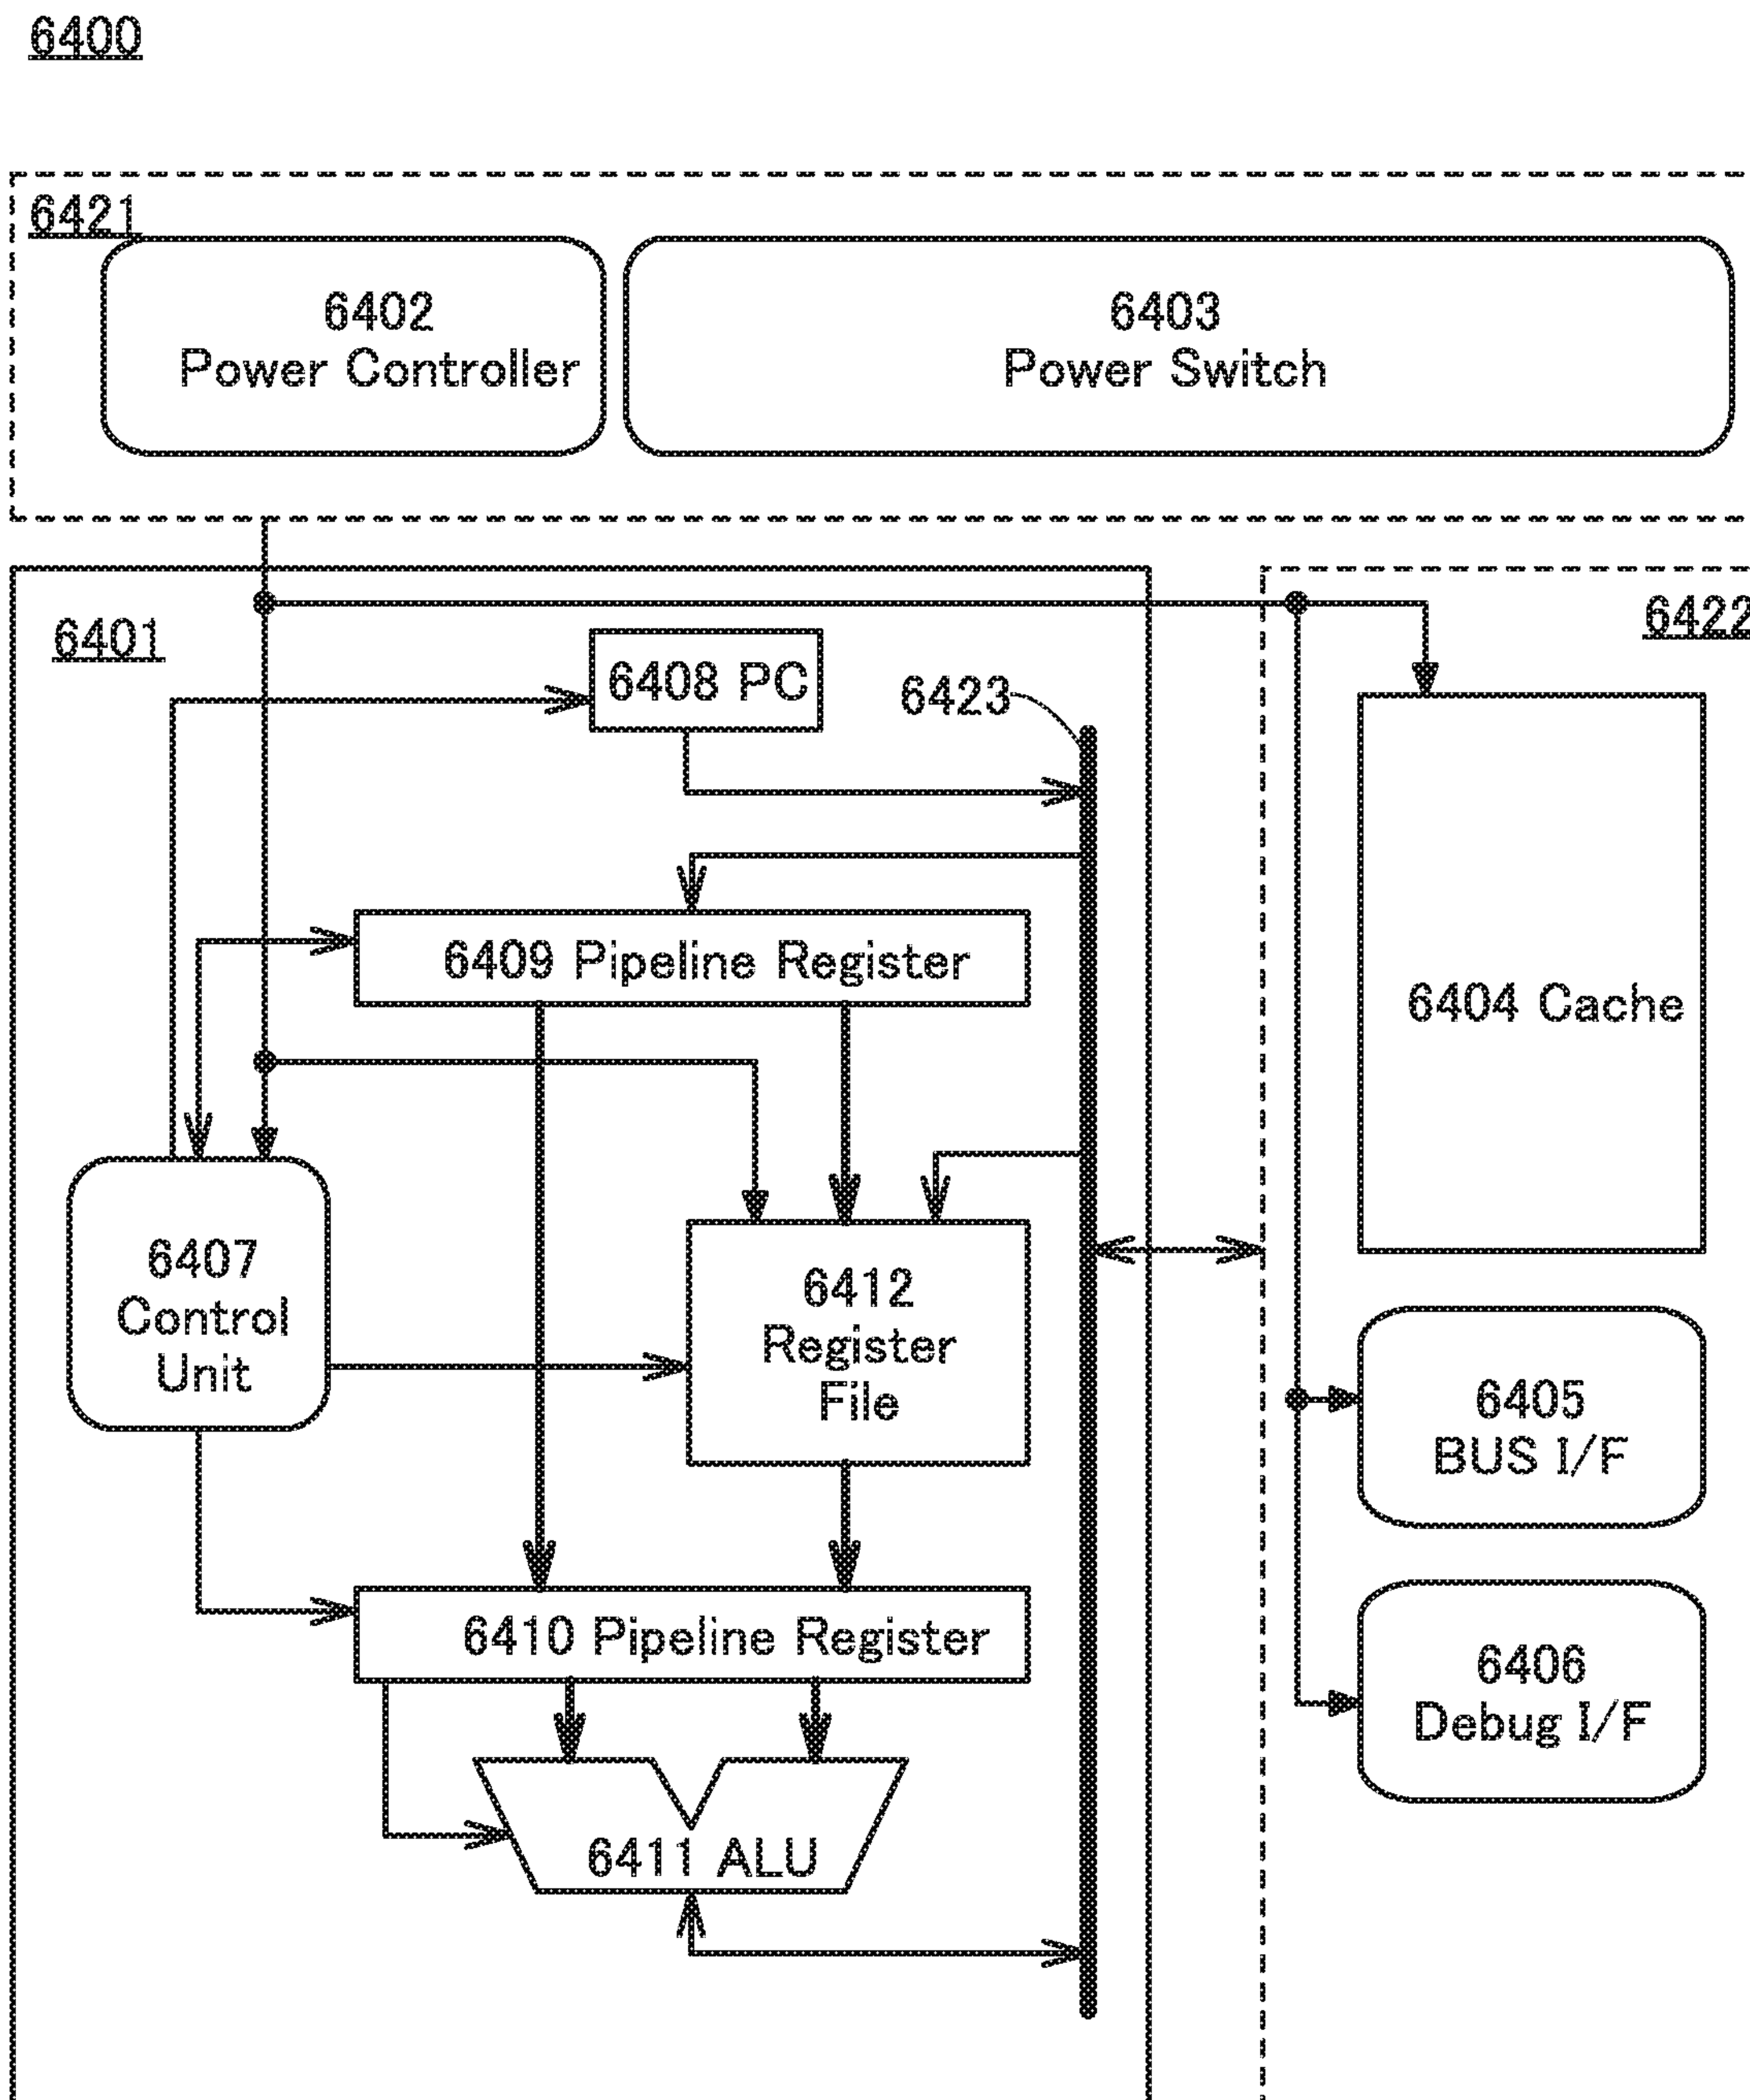 6400
6421
6402
Power Controller
6403
Power Switch
6401
6422
6408 PC
6423
6409 Pipeline Register
6404 Cache
6407
Control
Unit
6412
Register
File
6405
BUS I/F
6410 Pipeline Register
6406
Debug I/F
6411 ALU